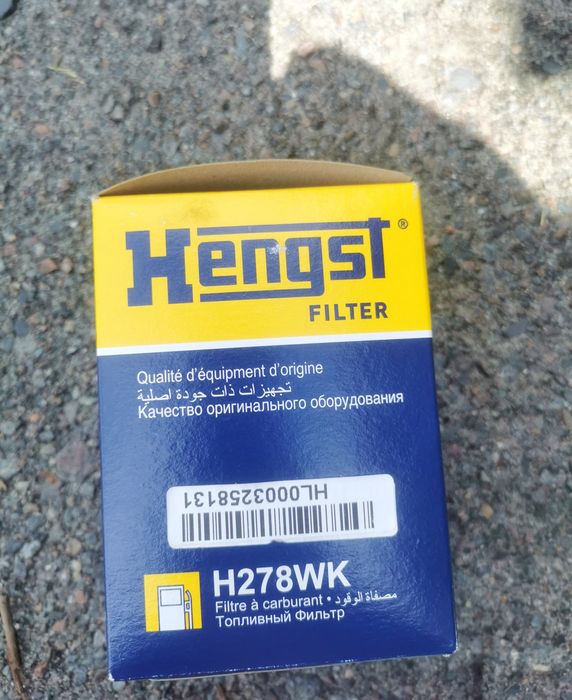 Hengst®
FILTER
Qualité d'équipment d'origine
تجهيزات ذات جودة اصلية
Качество оригинального оборудования
HL0003258131
H278WK
Filtre à carburant • مصفاة الوقود
Топливный Фильтр